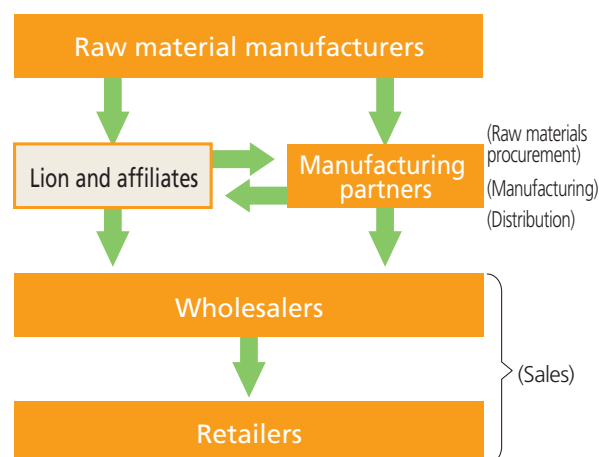 Raw material manufacturers
Lion and affiliates
Manufacturing
partners
(Raw materials
procurement)
(Manufacturing)
(Distribution)
Wholesalers
(Sales)
Retailers